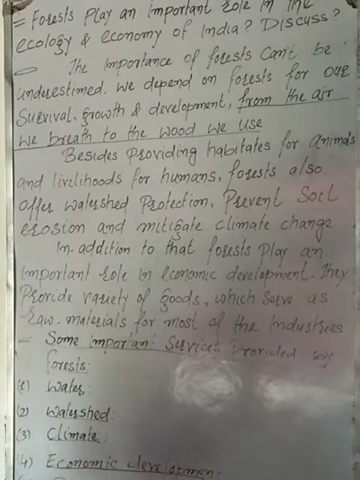 = Forests Play an important role in the
ecology & economy of India? Discuss?
The importance of forests can't be
underestimed. we depend on forests for our
Survival, growth & development, from the air
we breath to the wood we use
Besides Providing habitates for animals
and livilihoods for humans, forests also
offer watershed Protection, Prevent Soil
erosion and mitigate climate change
In-addition to that forests Play an
important role in economic development. They
Provide variety of goods, which Serve as
raw-materials for most of the industries
= Some importan. Services Provided by
forests:
(1) Water:
(2) Watershed:
(3) Climate:
(4) Economic developmen.